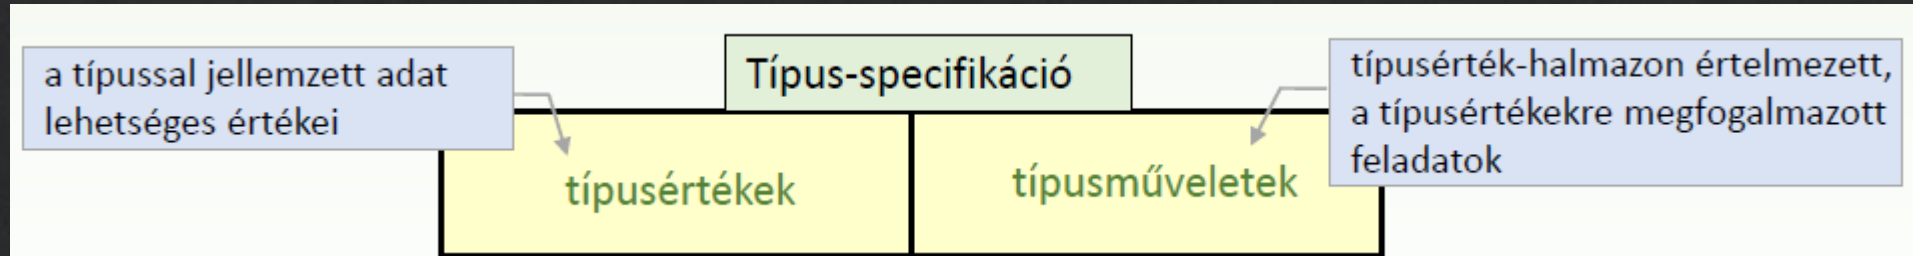 a típussal jellemzett adat
lehetséges értékei
Típus-specifikáció
típusérték-halmazon értelmezett,
a típusértékekre megfogalmazott
feladatok
típusértékek
típusműveletek